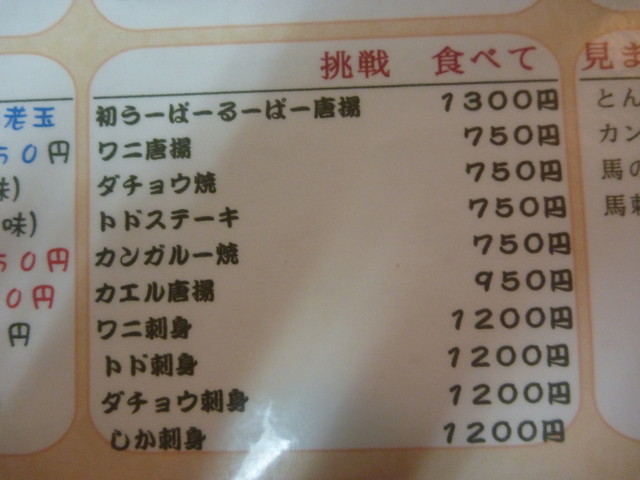 挑戦 食べて
初うーぱーるーぱー唐揚 1300円
ワニ唐揚 750円
ダチョウ焼 750円
トドステーキ 750円
カンガルー焼 750円
カエル唐揚 950円
ワニ刺身 1200円
トド刺身 1200円
ダチョウ刺身 1200円
しか刺身 1200円
老玉
50円
味)
味)
50円
0円
円
見ま
とん
カン
馬の
馬刺